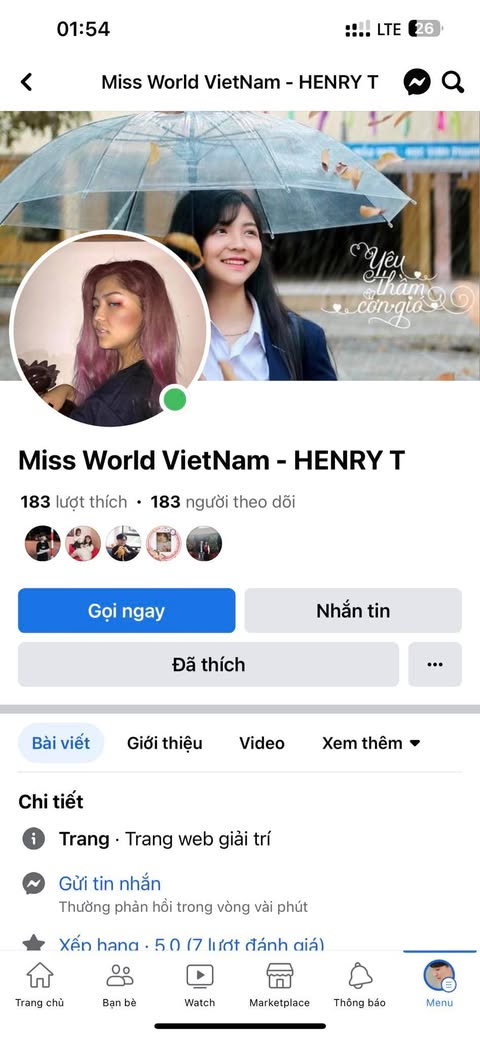 01:54
LTE 26
Miss World VietNam - HENRY T
Yêu
thầm
cơn gió
Miss World VietNam - HENRY T
183 lượt thích • 183 người theo dõi
Gọi ngay
Nhắn tin
Đã thích
Bài viết
Giới thiệu
Video
Xem thêm
Chi tiết
Trang · Trang web giải trí
Gửi tin nhắn
Thường phản hồi trong vòng vài phút
Xếp hạng · 5,0 (7 lượt đánh giá)
Trang chủ
Bạn bè
Watch
Marketplace
Thông báo
Menu